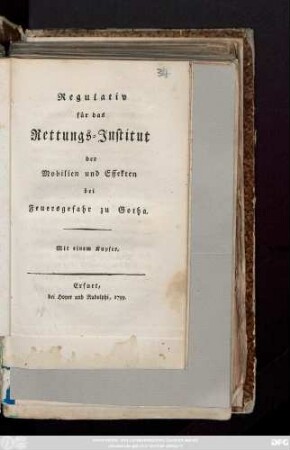 Regulativ
für das
Rettungs-Institut
der
Mobilien und Effekten
bei
Feuersgefahr zu Gotha.
Mit einem Kupfer.
Erfurt,
bei Hoyer und Rudolphi, 1799.